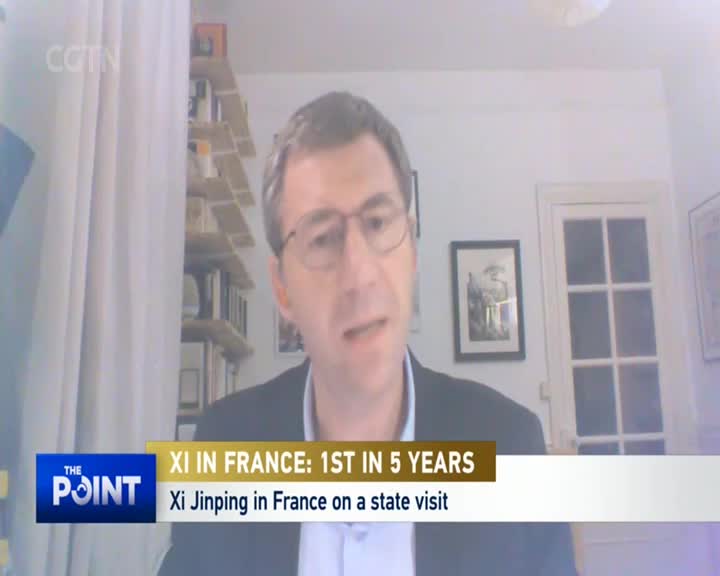 CGTN
XI IN FRANCE: 1ST IN 5 YEARS
THE
POINT
Xi Jinping in France on a state visit